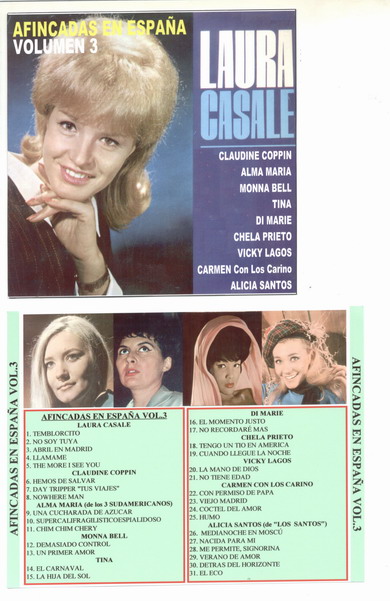 AFINCADAS EN ESPAÑA
VOLUMEN 3
LAURA
CASALE
CLAUDINE COPPIN
ALMA MARIA
MONNA BELL
TINA
DI MARIE
CHELA PRIETO
VICKY LAGOS
CARMEN Con Los Carino
ALICIA SANTOS
AFINCADAS EN ESPAÑA VOL.3
AFINCADAS EN ESPAÑA VOL.3
LAURA CASALE
1. TEMBLORCITO
2. NO SOY TUYA
3. ABRIL EN MADRID
4. LLAMAME
5. THE MORE I SEE YOU
CLAUDINE COPPIN
6. HEMOS DE SALVAR
7. DAY TRIPPER "TUS VIAJES"
8. NOWHERE MAN
ALMA MARIA (de los 3 SUDAMERICANOS)
9. UNA CUCHARADA DE AZUCAR
10. SUPERCALIFRAGILISTICOESPIALIDOSO
11. CHIM CHIM CHERY
MONNA BELL
12. DEMASIADO CONTROL
13. UN PRIMER AMOR
TINA
14. EL CARNAVAL
15. LA HIJA DEL SOL
DI MARIE
16. EL MOMENTO JUSTO
17. NO RECORDARÉ MAS
CHELA PRIETO
18. TENGO UN TIO EN AMERICA
19. CUANDO LLEGUE LA NOCHE
VICKY LAGOS
20. LA MANO DE DIOS
21. NO TIENE EDAD
CARMEN CON LOS CARINO
22. CON PERMISO DE PAPA
23. VIEJO MADRID
24. COCTEL DEL AMOR
25. HUMO
ALICIA SANTOS (de "LOS SANTOS")
26. MEDIANOCHE EN MOSCÚ
27. NACIDA PARA MI
28. ME PERMITE, SIGNORINA
29. VERANO DE AMOR
30. DETRAS DEL HORIZONTE
31. EL ECO
AFINCADAS EN ESPAÑA VOL.3